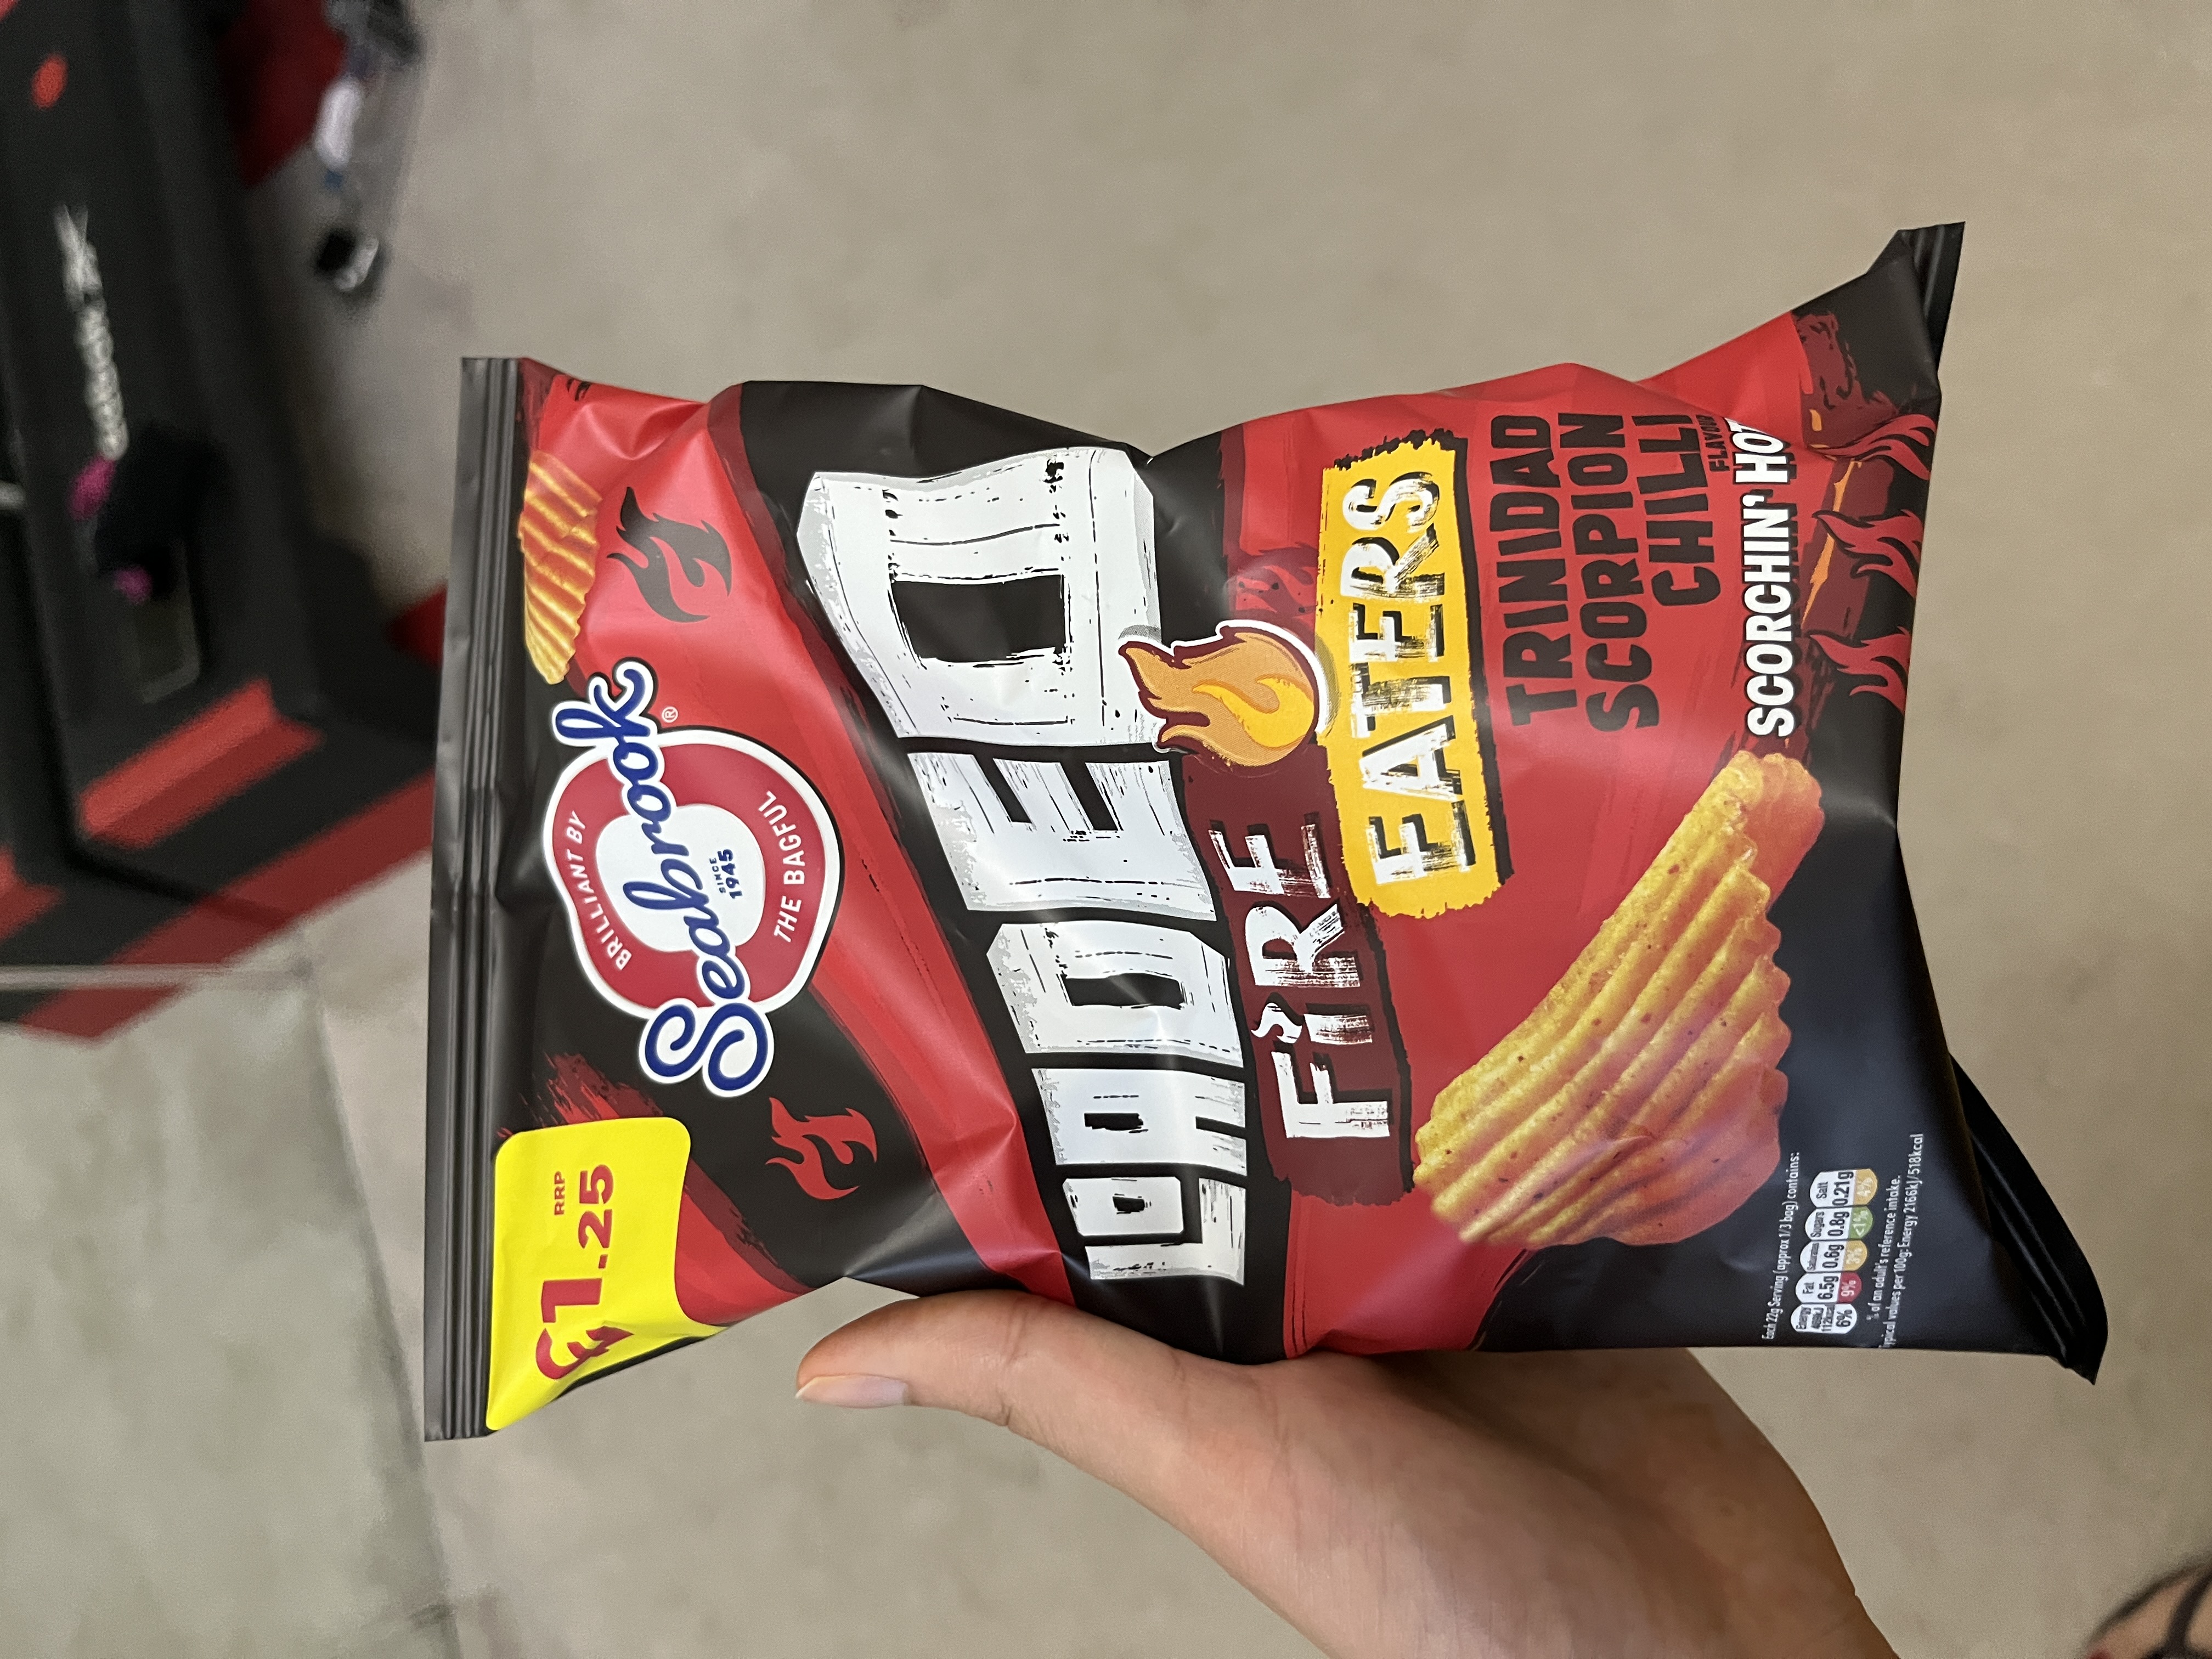 £1.25
RRP
BRILLIANT BY
Seabrook®
SINCE
1945
THE BAGFUL
LOADED
FiRE
EATERS
TRINIDAD
SCORPION
CHILLI
FLAVOUR
SCORCHIN' HOT
Each 22g Serving (approx 1/3 bag) contains:
Energy Fat Saturates Sugars Salt
469kJ
112kcal 6.5g 0.6g 0.8g 0.21g
6% 9% 3% <1% 4%
% of an adult's reference intake.
Typical values per 100g: Energy 2166kJ/518kcal